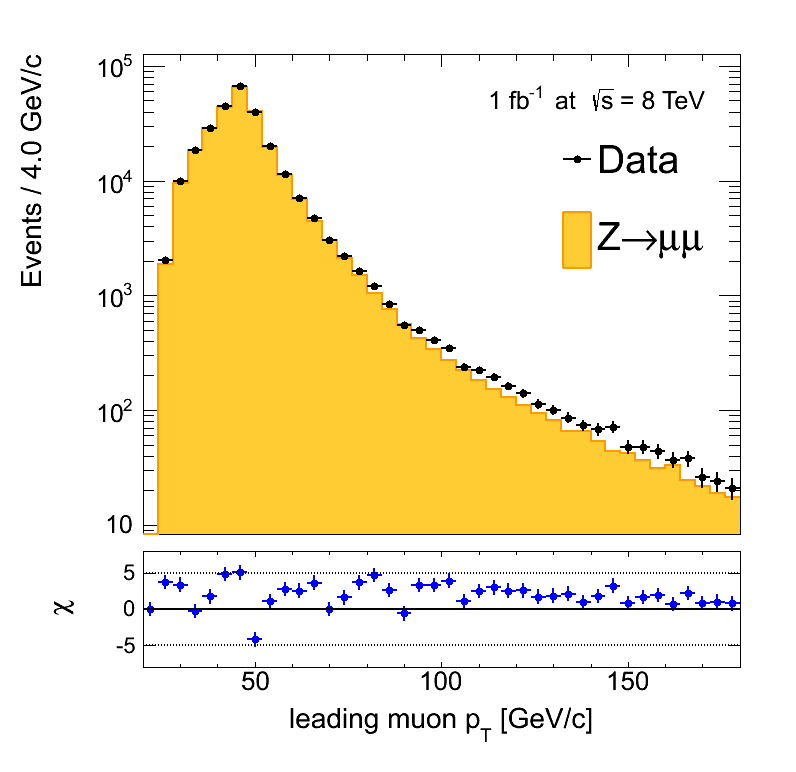 Events / 4.0 GeV/c
10⁵
10⁴
10³
10²
10
1 fb⁻¹ at √s = 8 TeV
Data
Z→μμ
χ
5
0
-5
50
100
150
leading muon p_T [GeV/c]